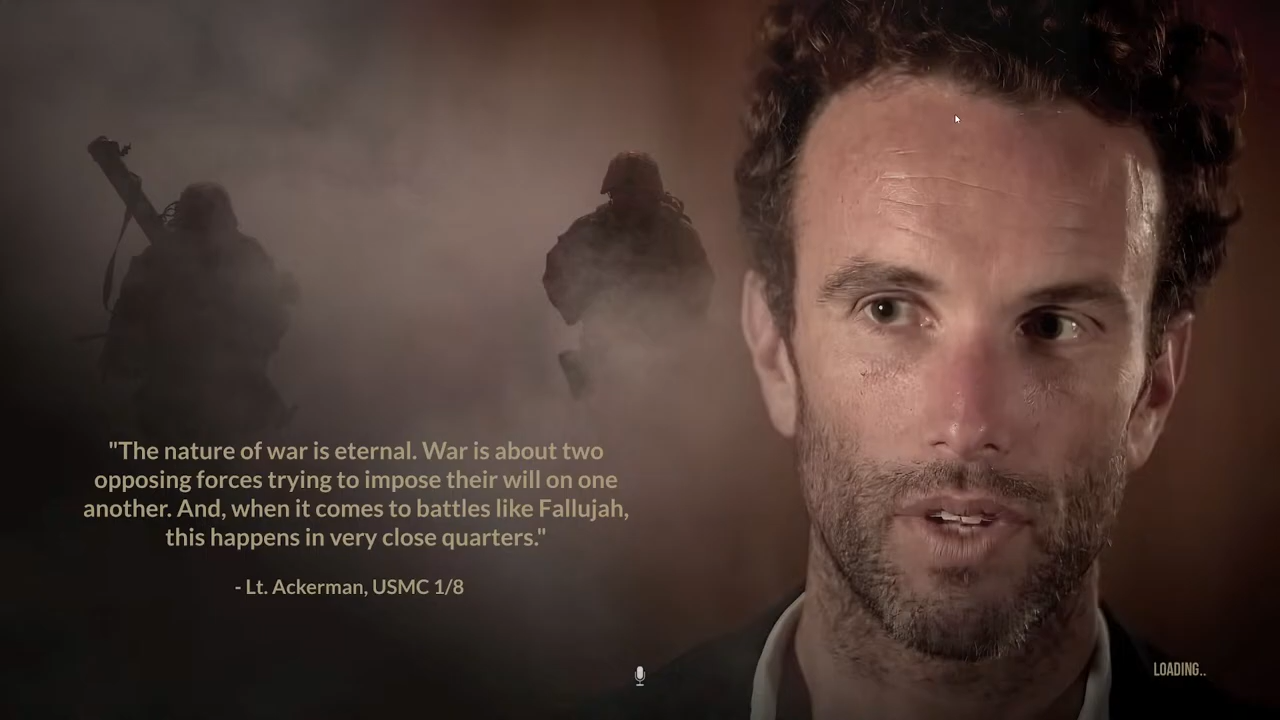 "The nature of war is eternal. War is about two
opposing forces trying to impose their will on one
another. And, when it comes to battles like Fallujah,
this happens in very close quarters."
- Lt. Ackerman, USMC 1/8
LOADING..